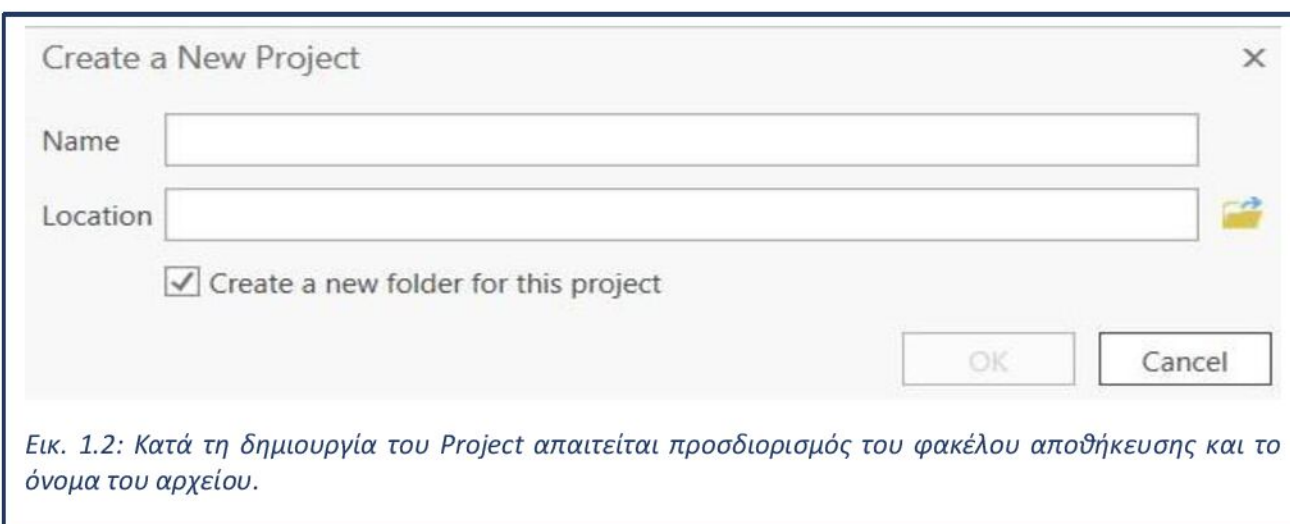 Create a New Project
Name
Location
Create a new folder for this project
OK
Cancel
Εικ. 1.2: Κατά τη δημιουργία του Project απαιτείται προσδιορισμός του φακέλου αποθήκευσης και το
όνομα του αρχείου.